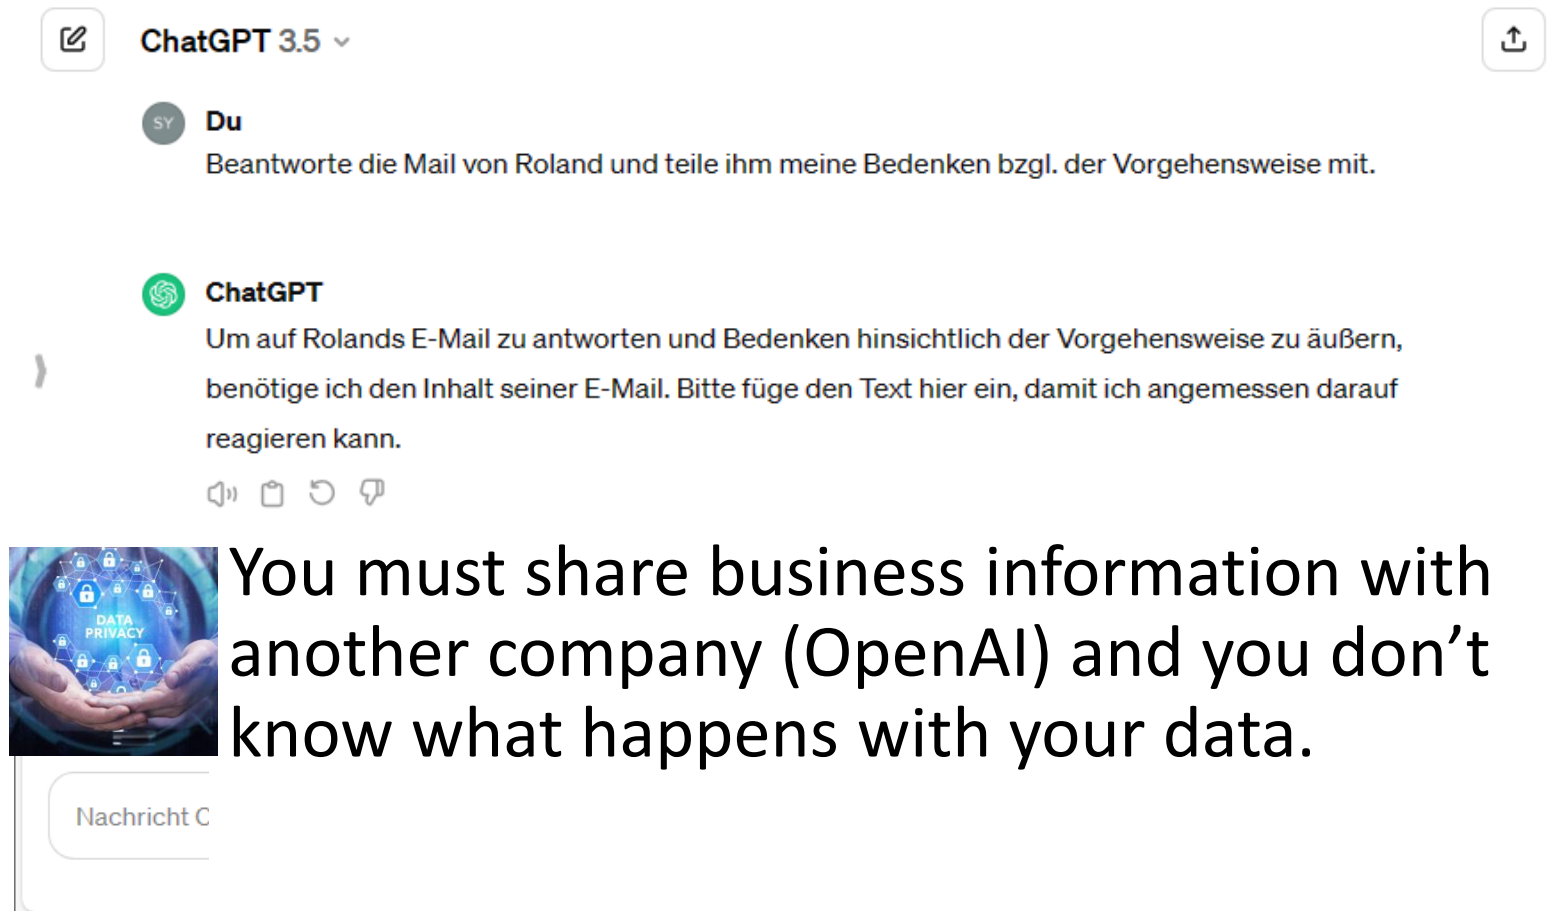 ChatGPT 3.5
SY
Du
Beantworte die Mail von Roland und teile ihm meine Bedenken bzgl. der Vorgehensweise mit.
ChatGPT
Um auf Rolands E-Mail zu antworten und Bedenken hinsichtlich der Vorgehensweise zu äußern,
benötige ich den Inhalt seiner E-Mail. Bitte füge den Text hier ein, damit ich angemessen darauf
reagieren kann.
DATA
PRIVACY
You must share business information with
another company (OpenAI) and you don’t
know what happens with your data.
Nachricht C